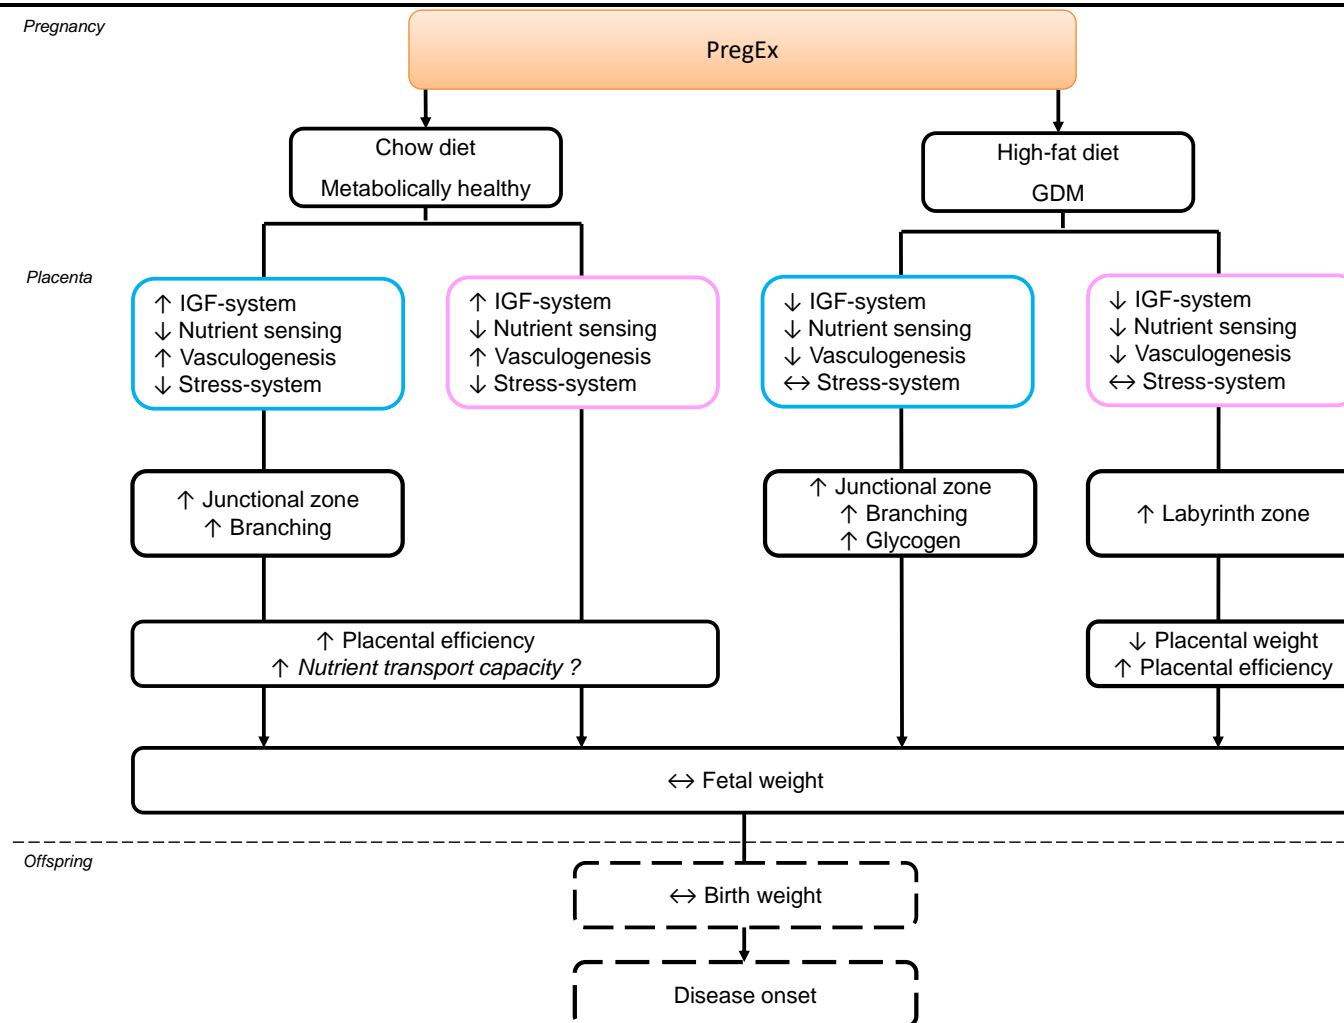 Pregnancy
PregEx
Chow diet
Metabolically healthy
High-fat diet
GDM
Placenta
↑ IGF-system
↓ Nutrient sensing
↑ Vasculogenesis
↓ Stress-system
↑ IGF-system
↓ Nutrient sensing
↑ Vasculogenesis
↓ Stress-system
↓ IGF-system
↓ Nutrient sensing
↓ Vasculogenesis
↔ Stress-system
↓ IGF-system
↓ Nutrient sensing
↓ Vasculogenesis
↔ Stress-system
↑ Junctional zone
↑ Branching
↑ Junctional zone
↑ Branching
↑ Glycogen
↑ Labyrinth zone
↑ Placental efficiency
↑ Nutrient transport capacity ?
↓ Placental weight
↑ Placental efficiency
↔ Fetal weight
Offspring
↔ Birth weight
Disease onset